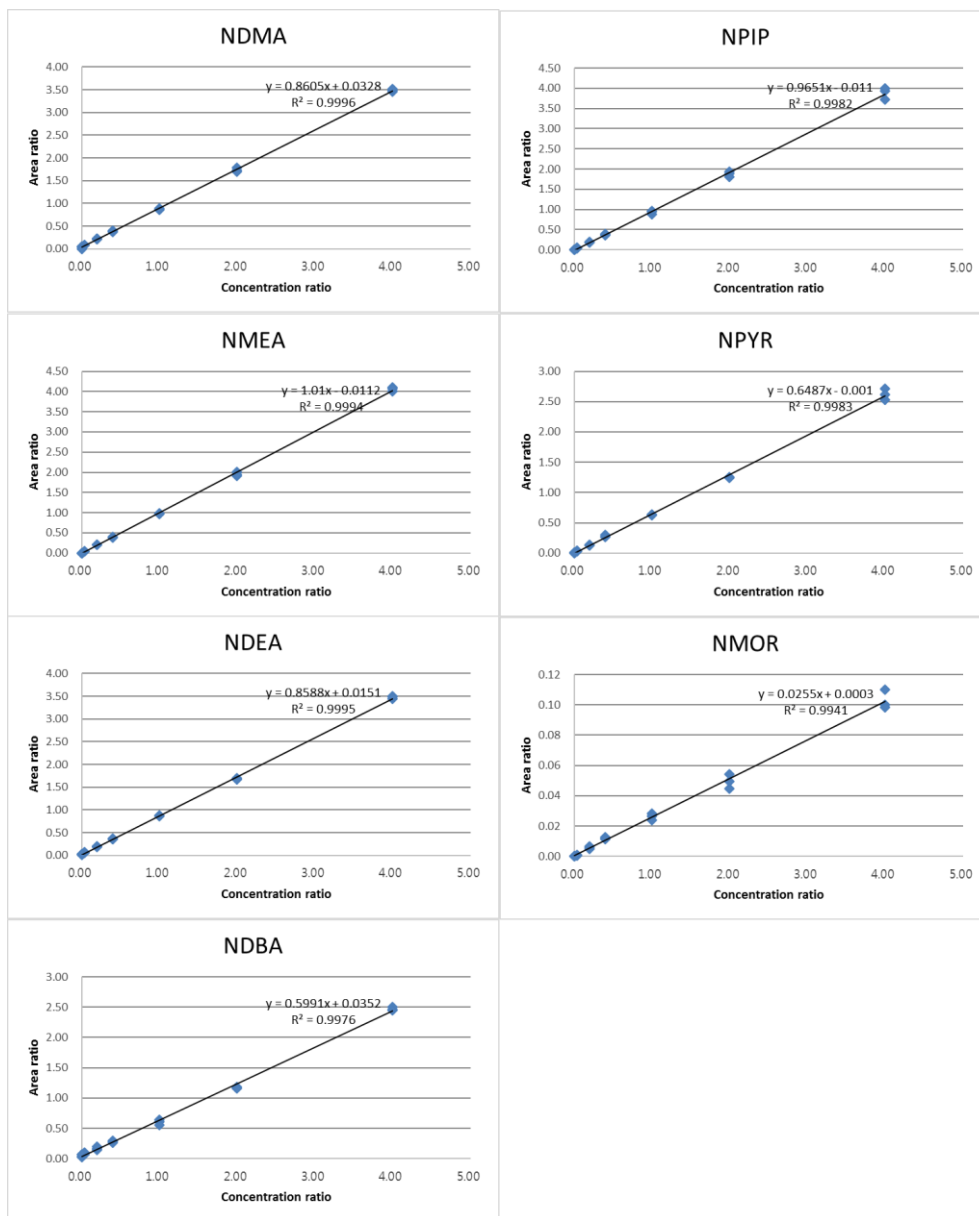 NDMA
Area ratio
4.00
3.50
3.00
2.50
2.00
1.50
1.00
0.50
0.00
y = 0.8605x + 0.0328
R² = 0.9996
0.00 1.00 2.00 3.00 4.00 5.00
Concentration ratio
NPIP
Area ratio
4.50
4.00
3.50
3.00
2.50
2.00
1.50
1.00
0.50
0.00
y = 0.9651x - 0.011
R² = 0.9982
0.00 1.00 2.00 3.00 4.00 5.00
Concentration ratio
NMEA
Area ratio
4.50
4.00
3.50
3.00
2.50
2.00
1.50
1.00
0.50
0.00
y = 1.01x - 0.0112
R² = 0.9994
0.00 1.00 2.00 3.00 4.00 5.00
Concentration ratio
NPYR
Area ratio
3.00
2.50
2.00
1.50
1.00
0.50
0.00
y = 0.6487x - 0.001
R² = 0.9983
0.00 1.00 2.00 3.00 4.00 5.00
Concentration ratio
NDEA
Area ratio
4.00
3.50
3.00
2.50
2.00
1.50
1.00
0.50
0.00
y = 0.8588x + 0.0151
R² = 0.9995
0.00 1.00 2.00 3.00 4.00 5.00
Concentration ratio
NMOR
Area ratio
0.12
0.10
0.08
0.06
0.04
0.02
0.00
y = 0.0255x + 0.0003
R² = 0.9941
0.00 1.00 2.00 3.00 4.00 5.00
Concentration ratio
NDBA
Area ratio
3.00
2.50
2.00
1.50
1.00
0.50
0.00
y = 0.5991x + 0.0352
R² = 0.9976
0.00 1.00 2.00 3.00 4.00 5.00
Concentration ratio